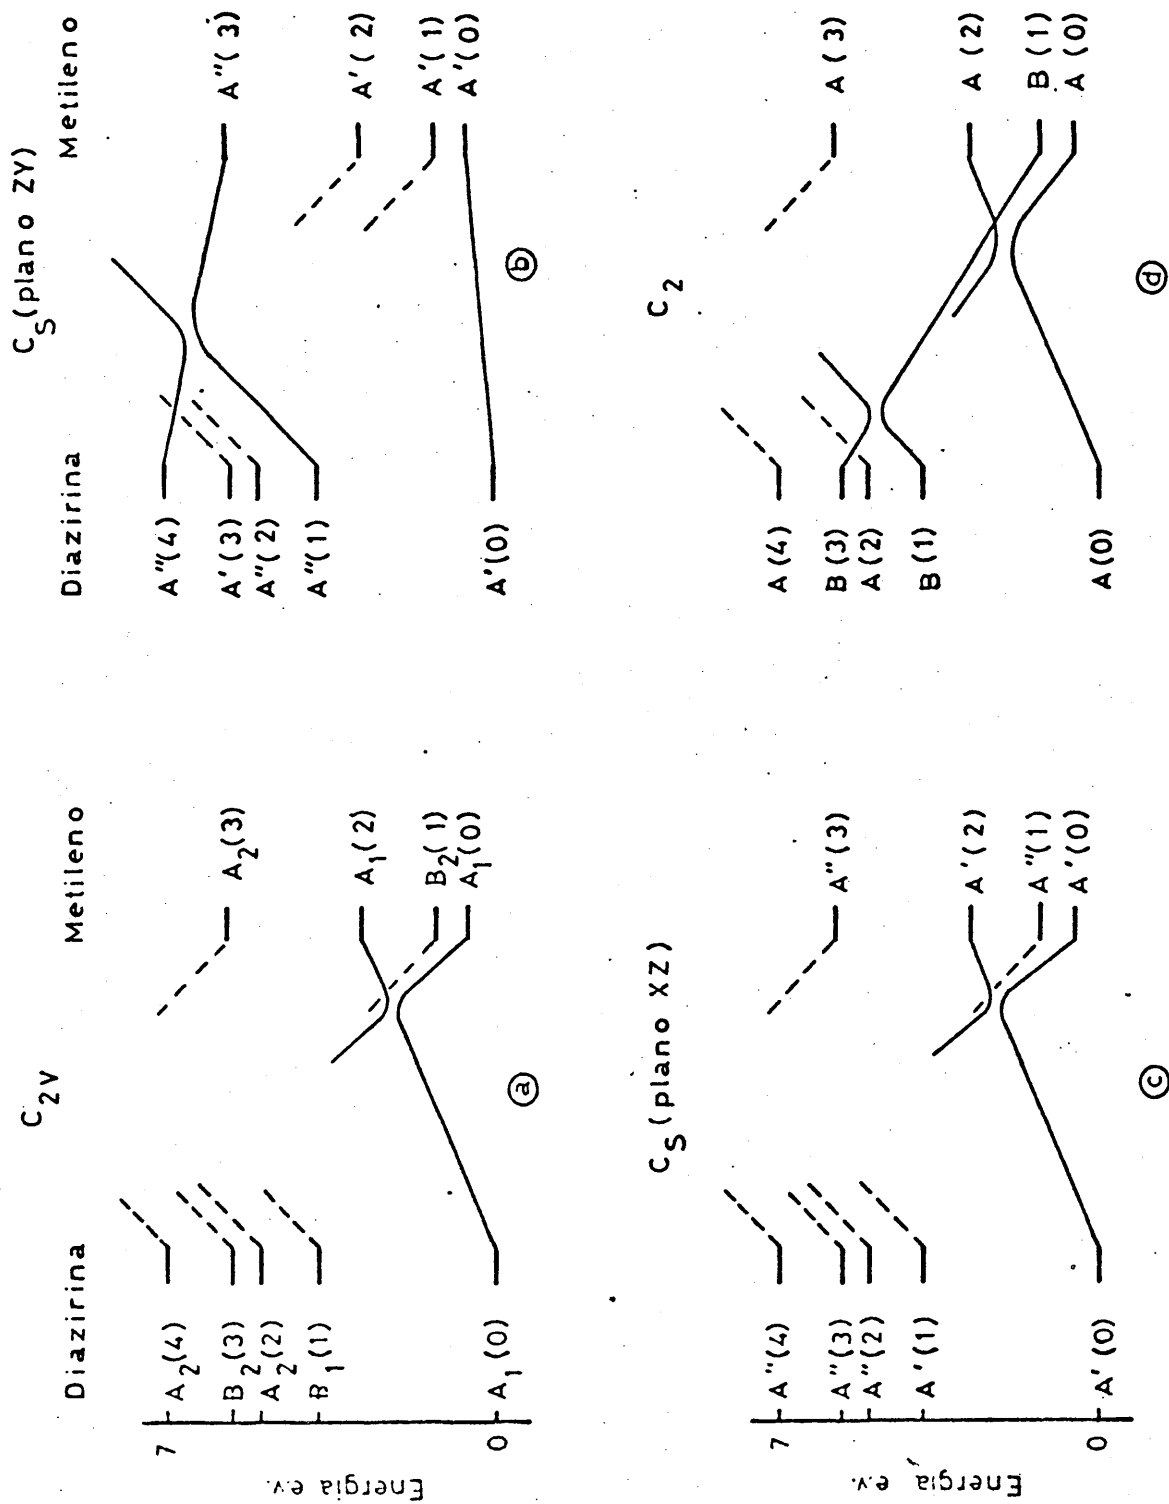 C2V
Diazirina
Metileno
7
A2(4)
B2(3)
A2(2)
B1(1)
0
A1(0)
Energia e.v.
A2(3)
A1(2)
B2(1)
A1(0)
a
CS(plano ZY)
Diazirina
Metileno
A"(4)
A'(3)
A"(2)
A"(1)
A'(0)
A"(3)
A'(2)
A'(1)
A'(0)
b
CS(plano XZ)
7
A"(4)
A"(3)
A"(2)
A'(1)
0
A'(0)
Energia e.v.
A"(3)
A'(2)
A"(1)
A'(0)
c
C2
A(4)
B(3)
A(2)
B(1)
A(0)
A(3)
A(2)
B(1)
A(0)
d